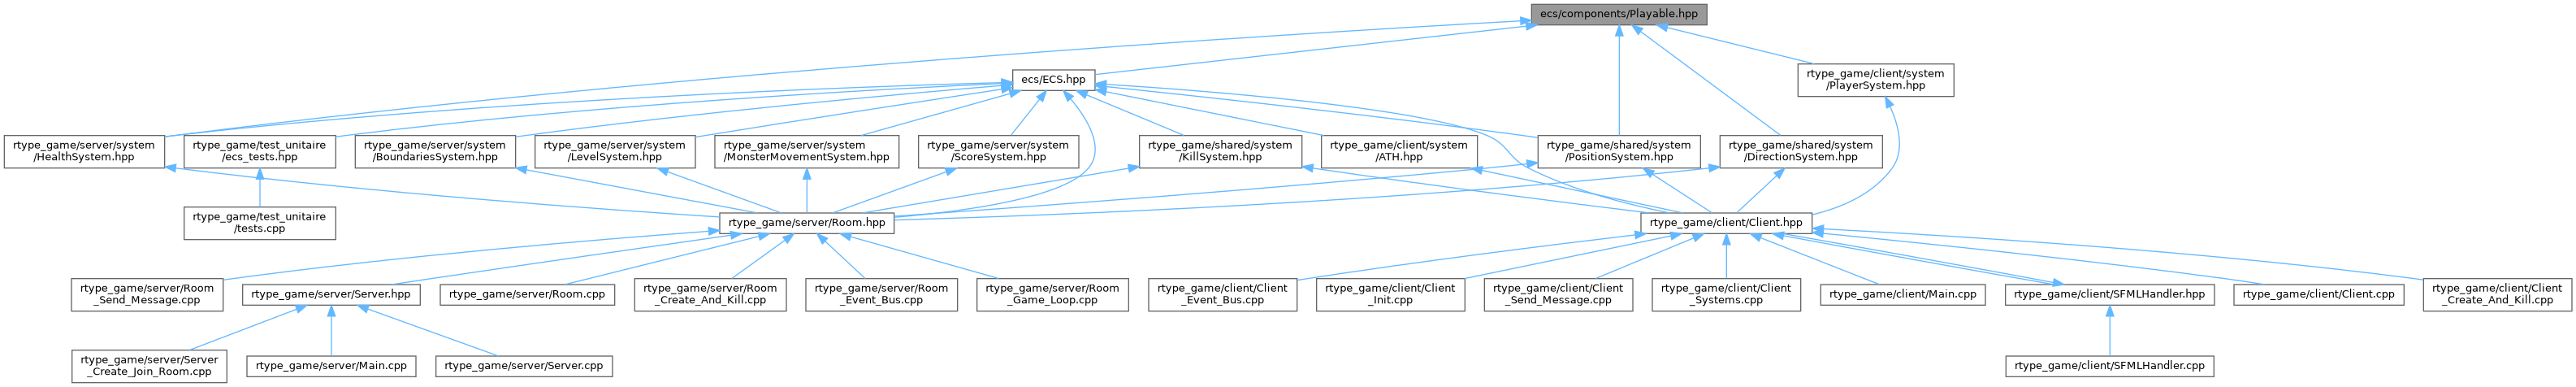 ecs/components/Playable.hpp
ecs/ECS.hpp
rtype_game/client/system
/PlayerSystem.hpp
rtype_game/server/system
/HealthSystem.hpp
rtype_game/test_unitaire
/ecs_tests.hpp
rtype_game/server/system
/BoundariesSystem.hpp
rtype_game/server/system
/LevelSystem.hpp
rtype_game/server/system
/MonsterMovementSystem.hpp
rtype_game/server/system
/ScoreSystem.hpp
rtype_game/shared/system
/KillSystem.hpp
rtype_game/client/system
/ATH.hpp
rtype_game/shared/system
/PositionSystem.hpp
rtype_game/shared/system
/DirectionSystem.hpp
rtype_game/test_unitaire
/tests.cpp
rtype_game/server/Room.hpp
rtype_game/client/Client.hpp
rtype_game/server/Room
_Send_Message.cpp
rtype_game/server/Server.hpp
rtype_game/server/Room.cpp
rtype_game/server/Room
_Create_And_Kill.cpp
rtype_game/server/Room
_Event_Bus.cpp
rtype_game/server/Room
_Game_Loop.cpp
rtype_game/client/Client
_Event_Bus.cpp
rtype_game/client/Client
_Init.cpp
rtype_game/client/Client
_Send_Message.cpp
rtype_game/client/Client
_Systems.cpp
rtype_game/client/Main.cpp
rtype_game/client/SFMLHandler.hpp
rtype_game/client/Client.cpp
rtype_game/client/Client
_Create_And_Kill.cpp
rtype_game/server/Server
_Create_Join_Room.cpp
rtype_game/server/Main.cpp
rtype_game/server/Server.cpp
rtype_game/client/SFMLHandler.cpp